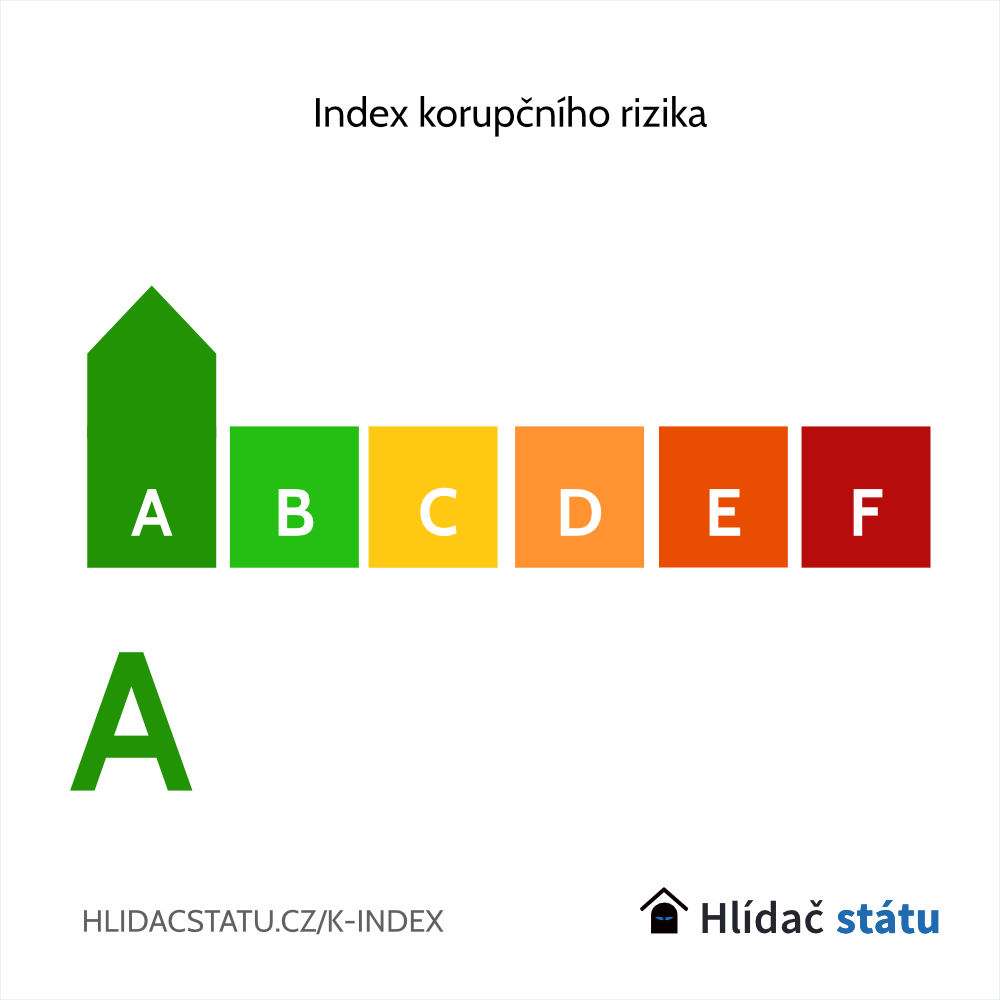 Index korupčního rizika
A B C D E F
A
HLIDACSTATU.CZ/K-INDEX
Hlídač státu